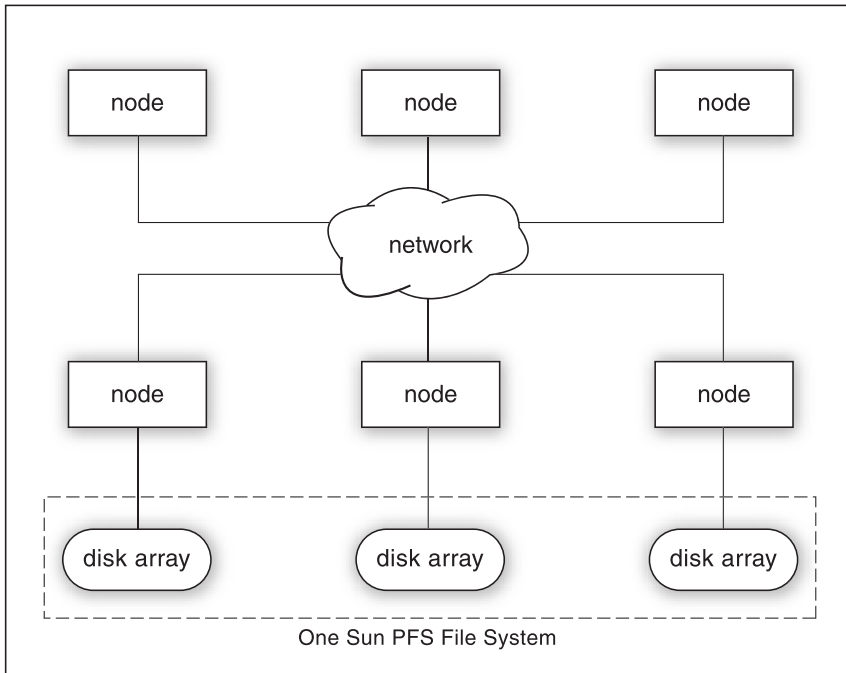 node
node
node
network
node
node
node
disk array
disk array
disk array
One Sun PFS File System